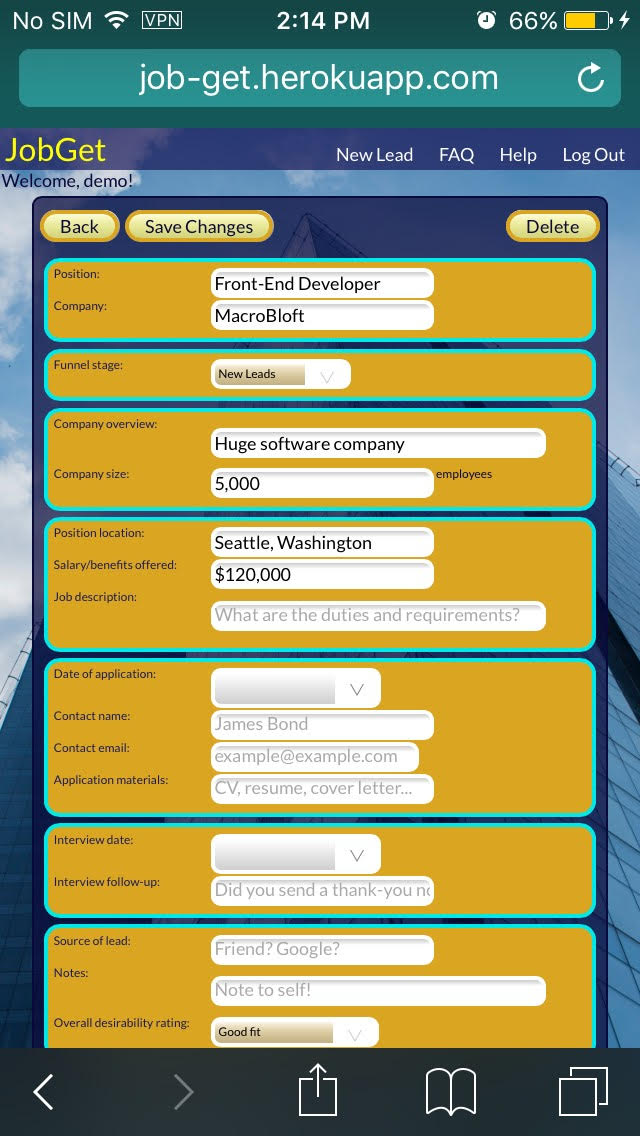 No SIM VPN 2:14 PM 66%
job-get.herokuapp.com
JobGet New Lead FAQ Help Log Out
Welcome, demo!
Back Save Changes Delete
Position: Front-End Developer
Company: MacroBloft
Funnel stage: New Leads
Company overview:
Huge software company
Company size: 5,000 employees
Position location: Seattle, Washington
Salary/benefits offered: $120,000
Job description:
What are the duties and requirements?
Date of application:
Contact name: James Bond
Contact email: example@example.com
Application materials: CV, resume, cover letter...
Interview date:
Interview follow-up: Did you send a thank-you no
Source of lead: Friend? Google?
Notes:
Note to self!
Overall desirability rating: Good fit